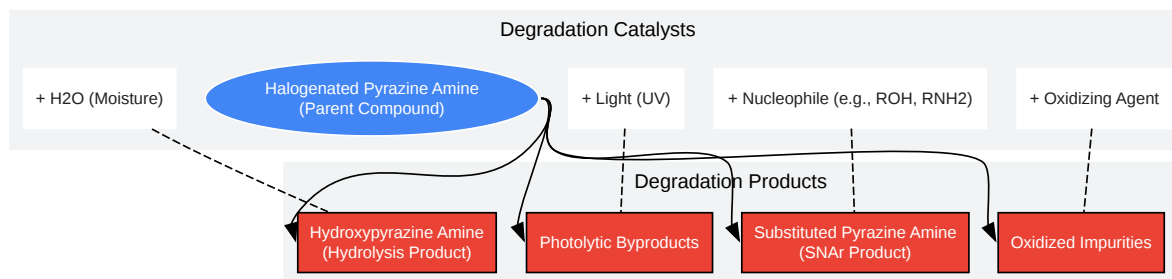 Degradation Catalysts
+ H2O (Moisture)
Halogenated Pyrazine Amine
(Parent Compound)
+ Light (UV)
+ Nucleophile (e.g., ROH, RNH2)
+ Oxidizing Agent
Degradation Products
Hydroxypyrazine Amine
(Hydrolysis Product)
Photolytic Byproducts
Substituted Pyrazine Amine
(SNAr Product)
Oxidized Impurities